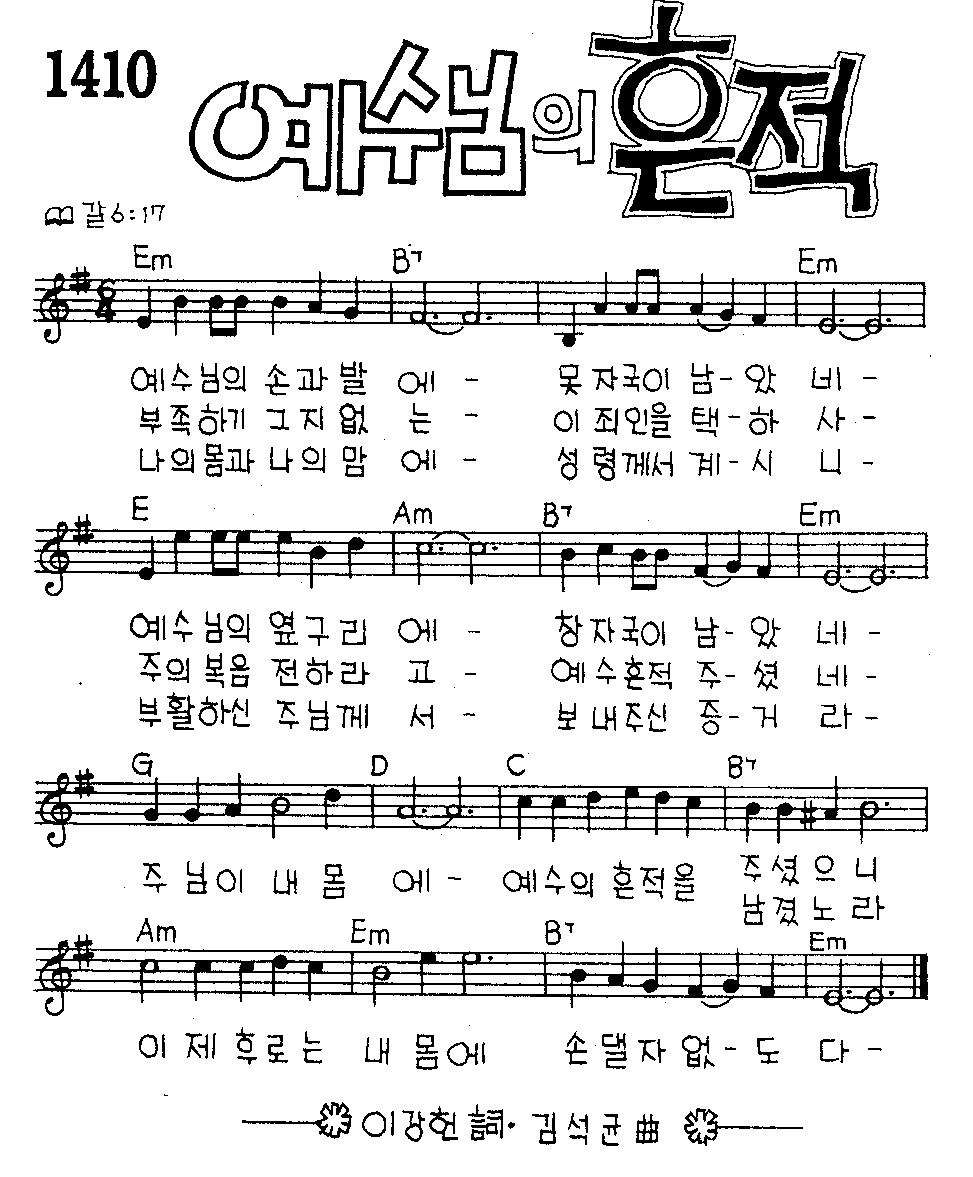 1410 예수님의 흔적
갈 6:17
Em B7 Em
예수님의 손과 발 에 - 못 자국이 남 - 았 네 -
부족하기 그지 없 는 - 이 죄인을 택 - 하 사 -
나의몸과 나의 맘 에 - 성 령께서 계 - 시 니 -
E Am B7 Em
예수님의 옆구리 에 - 창 자국이 남 - 았 네 -
주의 복음 전하라 고 - 예수흔적 주 - 셨 네 -
부활하신 주님께 서 - 보내주신 증 - 거 라 -
G D C B7
주 님이 내 몸 에 - 예수의 흔적을 주셨으니
남겼노라
Am Em B7 Em
이 제 후로는 내 몸에 손댈자 없 - 도 다 -
이강헌 詞 · 김석균 曲